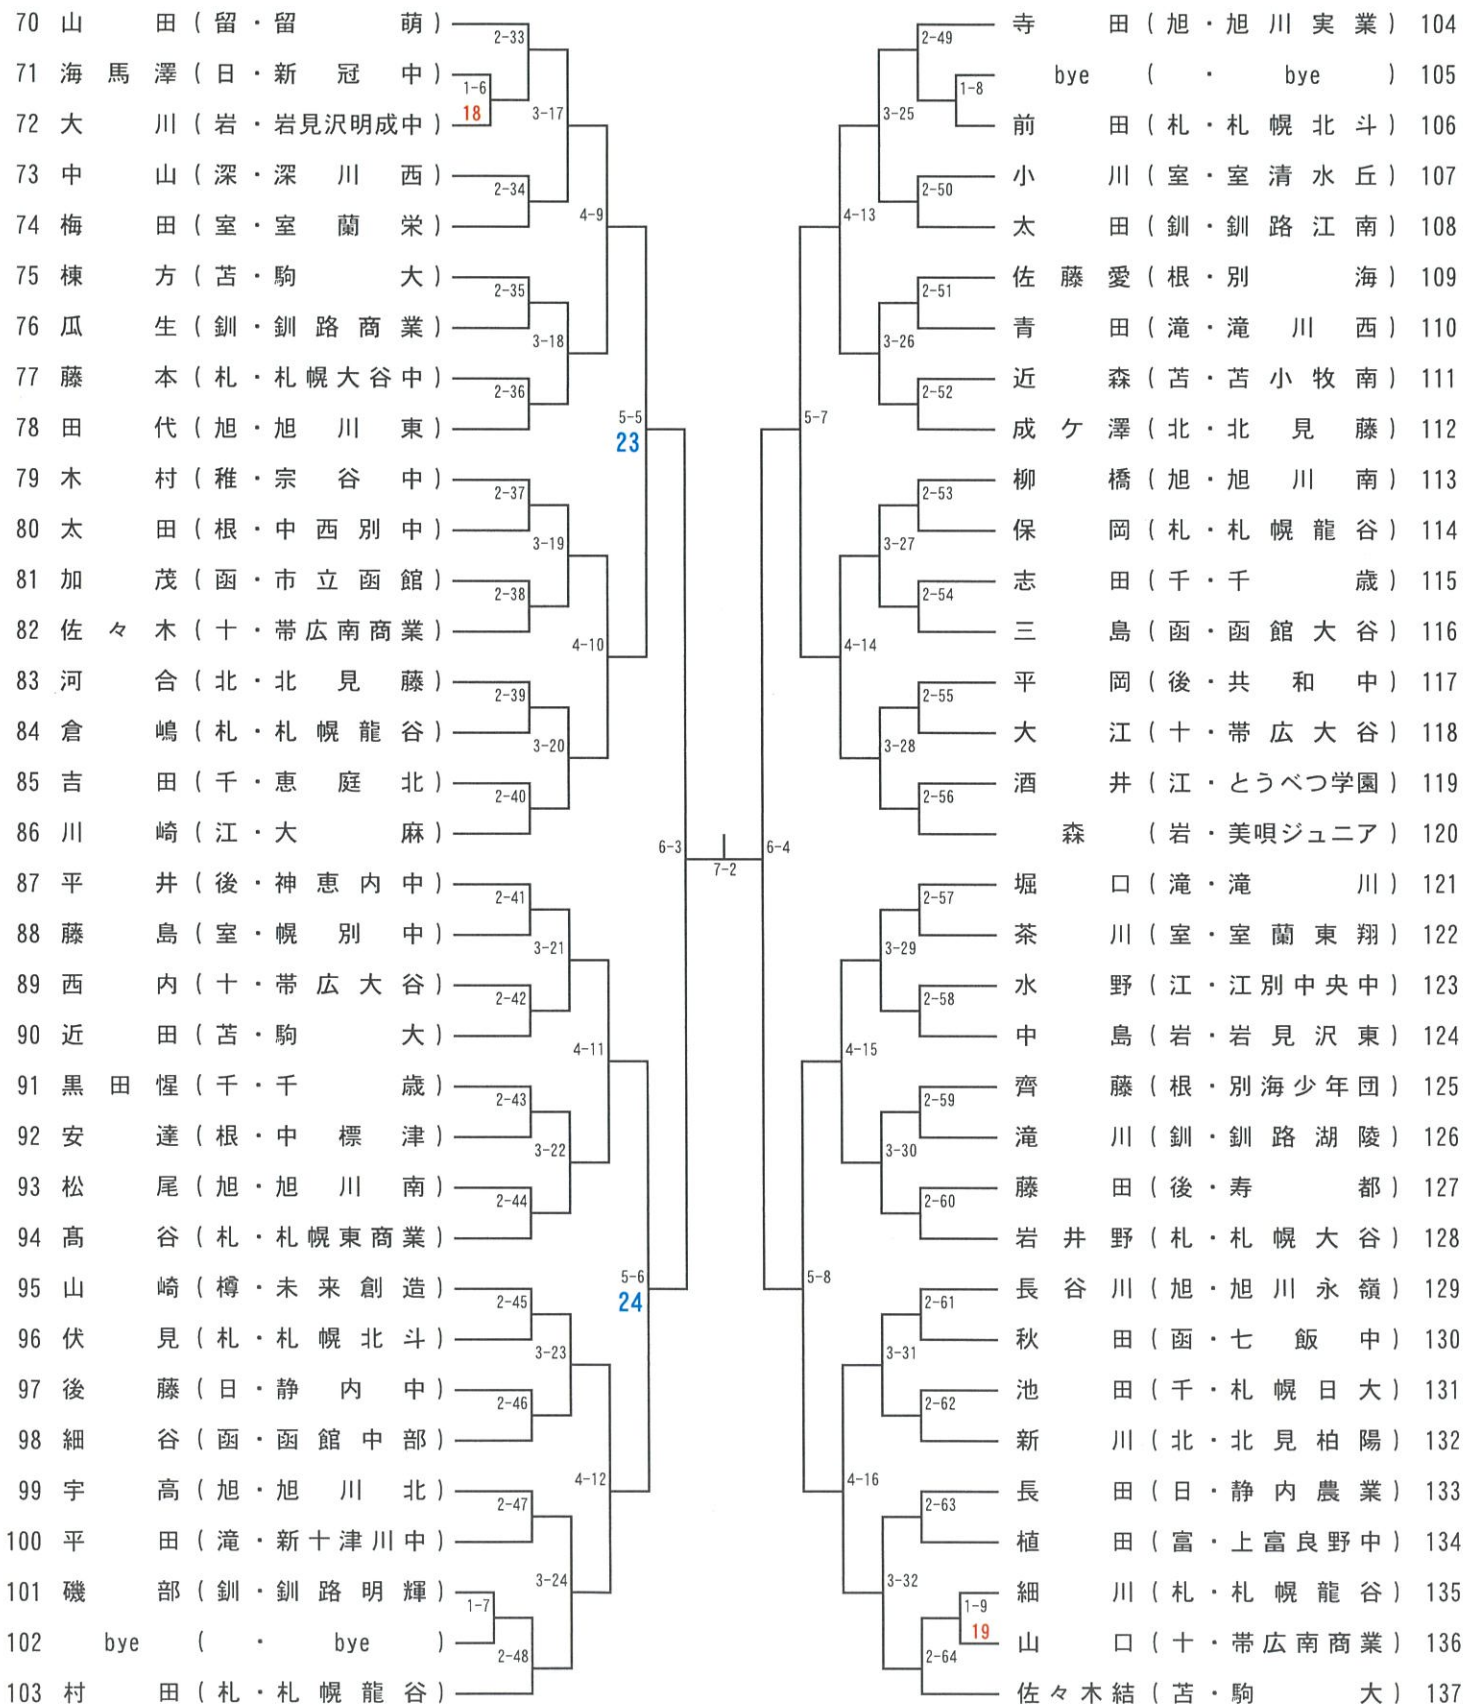 70 山田(留・留萌)
71 海馬澤(日・新冠中)
72 大川(岩・岩見沢明成中)
73 中山(深・深川西)
74 梅田(室・室蘭栄)
75 棟方(苫・駒大)
76 瓜生(釧・釧路商業)
77 藤本(札・札幌大谷中)
78 田代(旭・旭川東)
79 木村(稚・宗谷中)
80 太田(根・中西別中)
81 加茂(函・市立函館)
82 佐々木(十・帯広南商業)
83 河合(北・北見藤)
84 倉嶋(札・札幌龍谷)
85 吉田(千・恵庭北)
86 川崎(江・大麻)
87 平井(後・神恵内中)
88 藤島(室・幌別中)
89 西内(十・帯広大谷)
90 近田(苫・駒大)
91 黒田惺(千・千歳)
92 安達(根・中標津)
93 松尾(旭・旭川南)
94 髙谷(札・札幌東商業)
95 山崎(樽・未来創造)
96 伏見(札・札幌北斗)
97 後藤(日・静内中)
98 細谷(函・函館中部)
99 宇高(旭・旭川北)
100 平田(滝・新十津川中)
101 磯部(釧・釧路明輝)
102 bye(・bye)
103 村田(札・札幌龍谷)
2-33
1-6
18
3-17
2-34
4-9
2-35
3-18
2-36
5-5
23
2-37
3-19
2-38
4-10
2-39
3-20
2-40
6-3
2-41
3-21
2-42
4-11
2-43
3-22
2-44
5-6
24
2-45
3-23
2-46
4-12
2-47
3-24
1-7
2-48
7-2
2-49
1-8
3-25
2-50
4-13
2-51
3-26
2-52
5-7
2-53
3-27
2-54
4-14
2-55
3-28
2-56
6-4
2-57
3-29
2-58
4-15
2-59
3-30
2-60
5-8
2-61
3-31
2-62
4-16
2-63
3-32
1-9
19
2-64
寺田(旭・旭川実業) 104
bye(・bye) 105
前田(札・札幌北斗) 106
小川(室・室清水丘) 107
太田(釧・釧路江南) 108
佐藤愛(根・別海) 109
青田(滝・滝川西) 110
近森(苫・苫小牧南) 111
成ケ澤(北・北見藤) 112
柳橋(旭・旭川南) 113
保岡(札・札幌龍谷) 114
志田(千・千歳) 115
三島(函・函館大谷) 116
平岡(後・共和中) 117
大江(十・帯広大谷) 118
酒井(江・とうべつ学園) 119
森(岩・美唄ジュニア) 120
堀口(滝・滝川) 121
茶川(室・室蘭東翔) 122
水野(江・江別中央中) 123
中島(岩・岩見沢東) 124
齊藤(根・別海少年団) 125
滝川(釧・釧路湖陵) 126
藤田(後・寿都) 127
岩井野(札・札幌大谷) 128
長谷川(旭・旭川永嶺) 129
秋田(函・七飯中) 130
池田(千・札幌日大) 131
新川(北・北見柏陽) 132
長田(日・静内農業) 133
植田(富・上富良野中) 134
細川(札・札幌龍谷) 135
山口(十・帯広南商業) 136
佐々木結(苫・駒大) 137